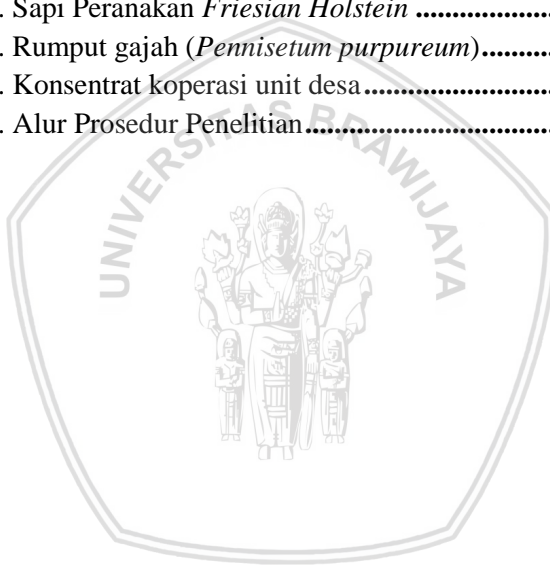 . Sapi Peranakan Friesian Holstein ..................
. Rumput gajah (Pennisetum purpureum)..........
. Konsentrat koperasi unit desa.........................
. Alur Prosedur Penelitian.................................
UNIVERSITAS BRAWIJAYA